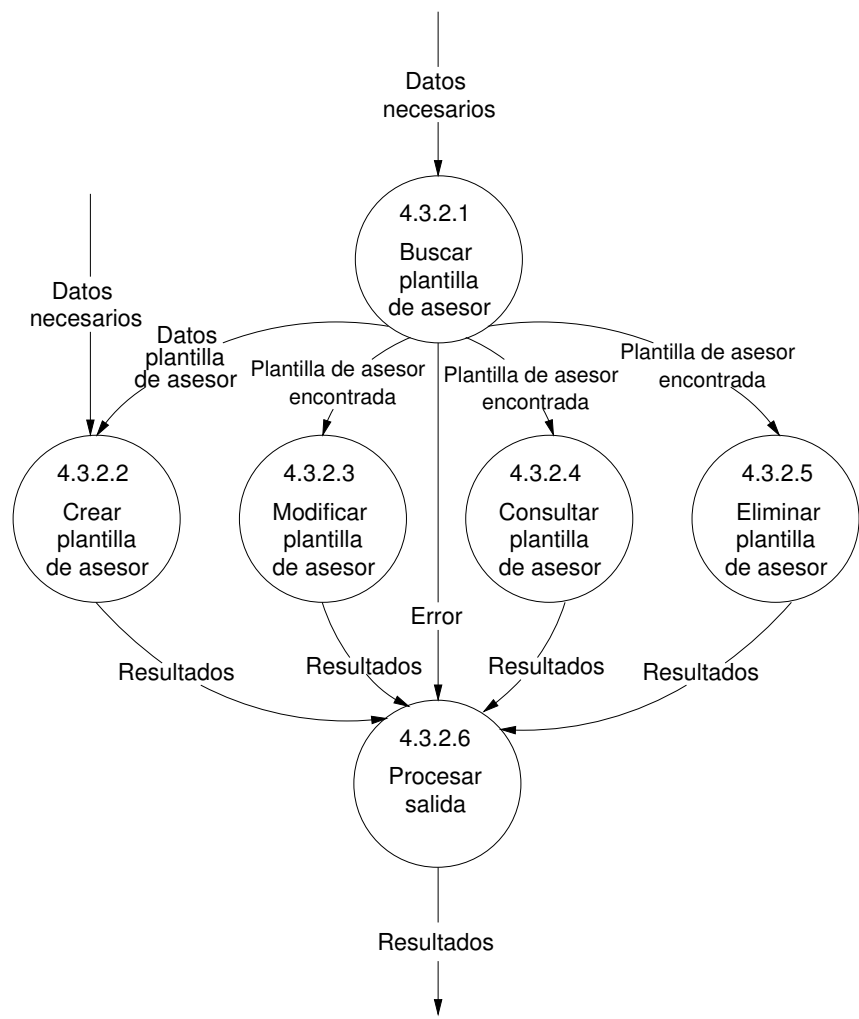 Datos
necesarios
4.3.2.1
Buscar
plantilla
de asesor
Datos
necesarios
Datos
plantilla
de asesor
Plantilla de asesor
encontrada
Plantilla de asesor
encontrada
Plantilla de asesor
encontrada
4.3.2.2
Crear
plantilla
de asesor
4.3.2.3
Modificar
plantilla
de asesor
4.3.2.4
Consultar
plantilla
de asesor
4.3.2.5
Eliminar
plantilla
de asesor
Error
Resultados
Resultados
Resultados
Resultados
4.3.2.6
Procesar
salida
Resultados